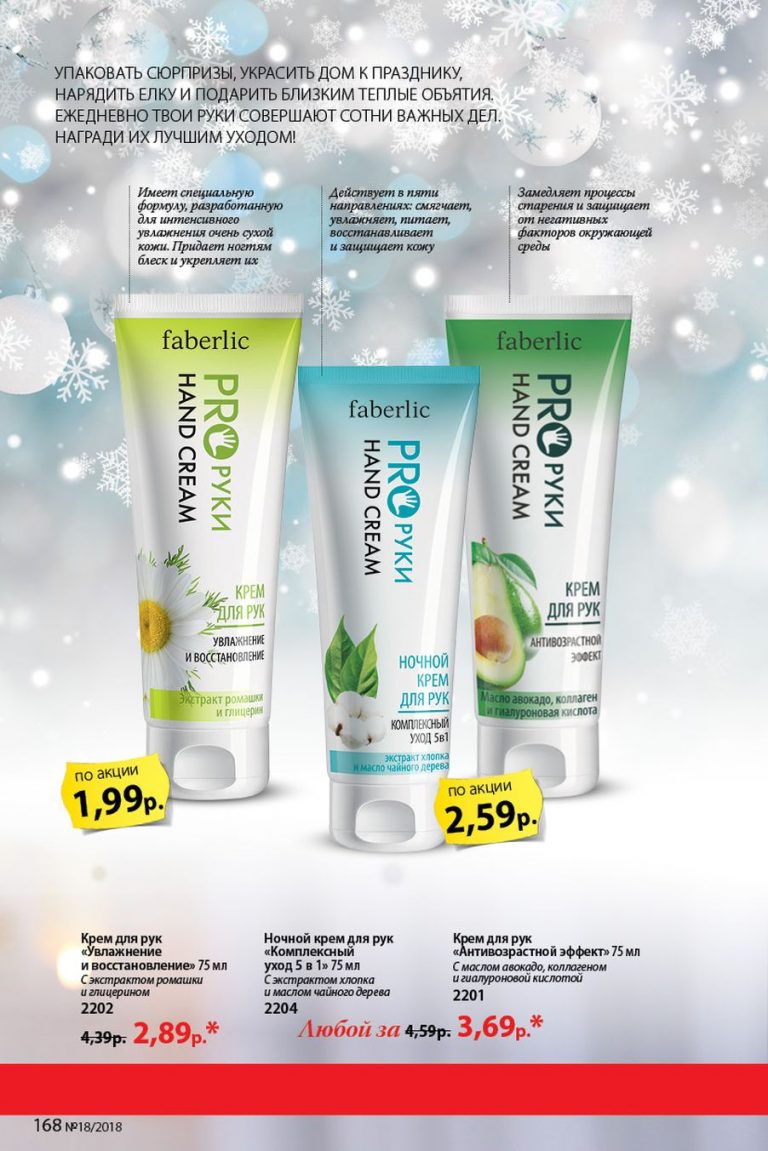 УПАКОВАТЬ СЮРПРИЗЫ, УКРАСИТЬ ДОМ К ПРАЗДНИКУ,
НАРЯДИТЬ ЕЛКУ И ПОДАРИТЬ БЛИЗКИМ ТЕПЛЫЕ ОБЪЯТИЯ.
ЕЖЕДНЕВНО ТВОИ РУКИ СОВЕРШАЮТ СОТНИ ВАЖНЫХ ДЕЛ.
НАГРАДИ ИХ ЛУЧШИМ УХОДОМ!
Имеет специальную
формулу, разработанную
для интенсивного
увлажнения очень сухой
кожи. Придает ногтям
блеск и укрепляет их
Действует в пяти
направлениях: смягчает,
увлажняет, питает,
восстанавливает
и защищает кожу
Замедляет процессы
старения и защищает
от негативных
факторов окружающей
среды
faberlic
PRO РУКИ
HAND CREAM
КРЕМ
ДЛЯ РУК
УВЛАЖНЕНИЕ
И ВОССТАНОВЛЕНИЕ
Экстракт ромашки
и глицерин
faberlic
PRO РУКИ
HAND CREAM
НОЧНОЙ
КРЕМ
ДЛЯ РУК
КОМПЛЕКСНЫЙ
УХОД 5в1
экстракт хлопка
и масло чайного дерева
faberlic
PRO РУКИ
HAND CREAM
КРЕМ
ДЛЯ РУК
АНТИВОЗРАСТНОЙ
ЭФФЕКТ
Масло авокадо, коллаген
и гиалуроновая кислота
по акции
1,99р.
по акции
2,59р.
Крем для рук
«Увлажнение
и восстановление» 75 мл
С экстрактом ромашки
и глицерином
2202
4,39р. 2,89р.*
Ночной крем для рук
«Комплексный
уход 5 в 1» 75 мл
С экстрактом хлопка
и маслом чайного дерева
2204
Крем для рук
«Антивозрастной эффект» 75 мл
С маслом авокадо, коллагеном
и гиалуроновой кислотой
2201
Любой за 4,59р. 3,69р.*
168 №18/2018